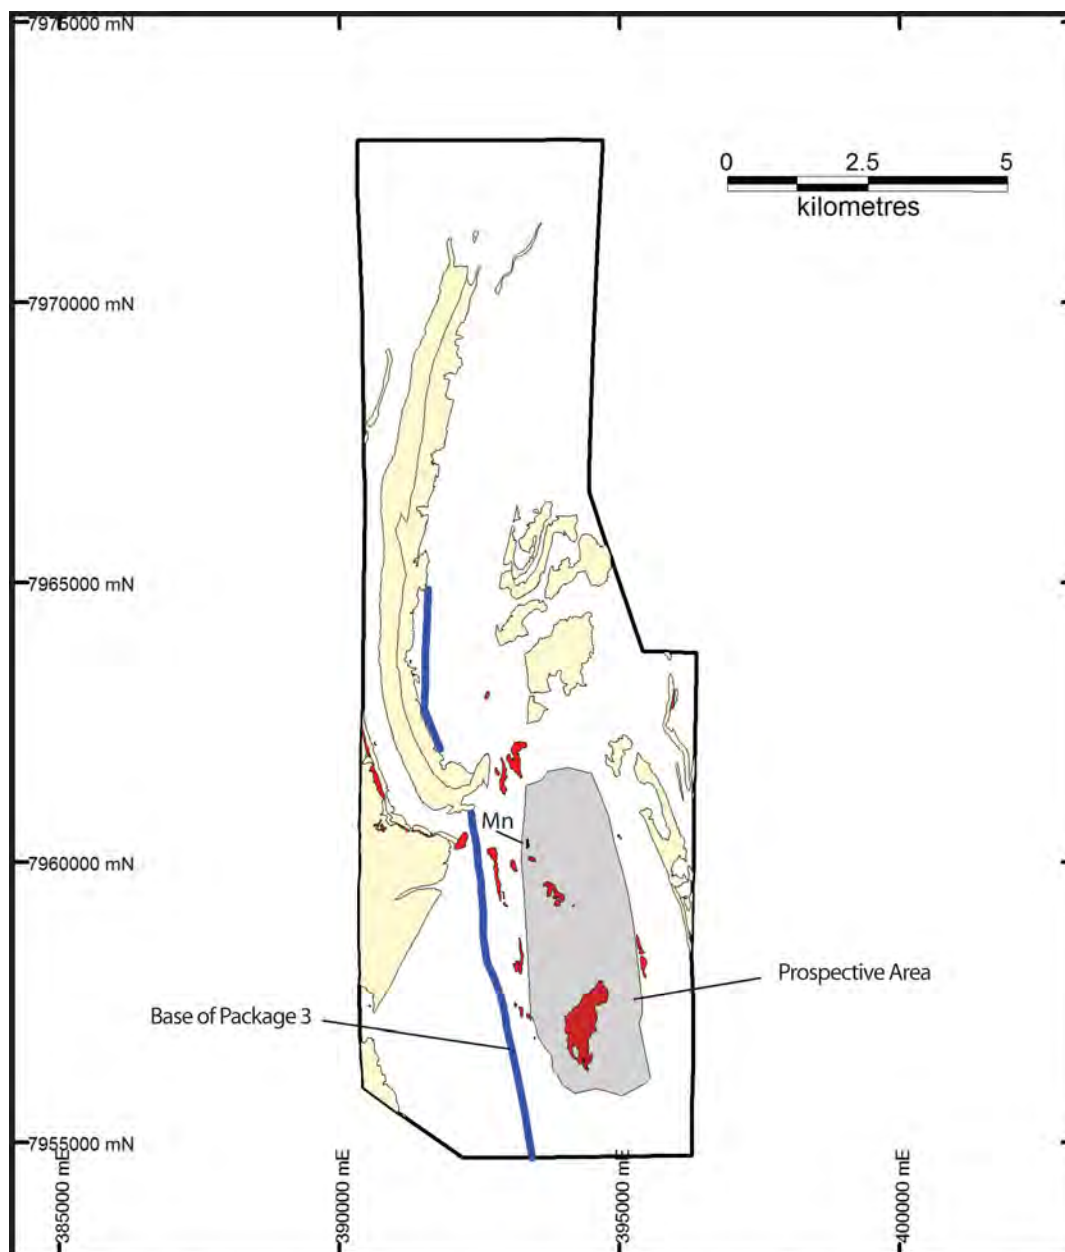 7975000 mN
0 2.5 5
kilometres
7970000 mN
7965000 mN
Mn
7960000 mN
Prospective Area
Base of Package 3
7955000 mN
385000 mE
390000 mE
395000 mE
400000 mE